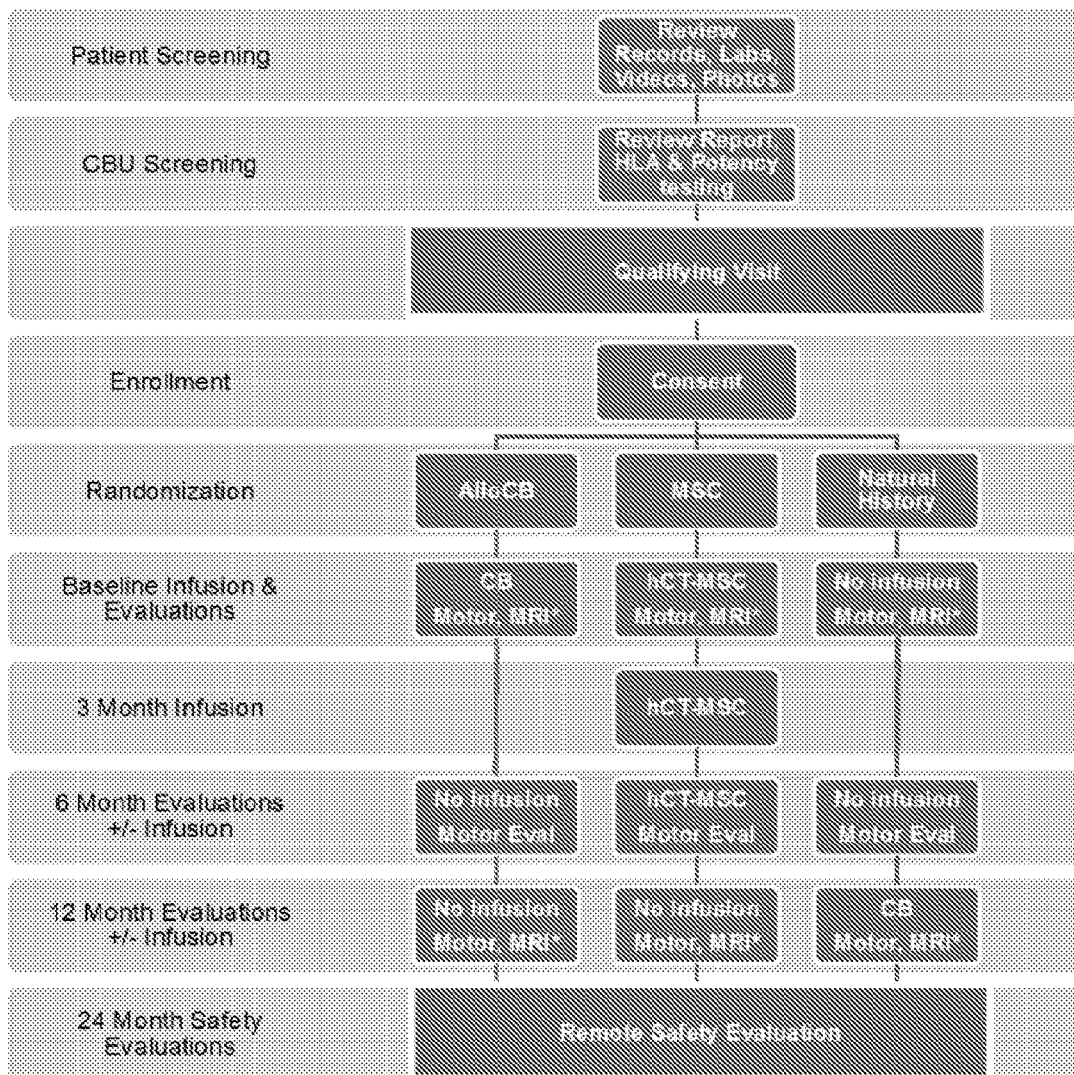 Patient Screening
Review
Records, Labs,
Videos, Photos
CBU Screening
Review Report
HLA & Potency
testing
Qualifying Visit
Enrollment
Consent
Randomization
AlloCB
MSC
Natural
History
Baseline Infusion &
Evaluations
CB
Motor, MRI*
hCT-MSC
Motor, MRI*
No infusion
Motor, MRI*
3 Month Infusion
hCT-MSC
6 Month Evaluations
+/- Infusion
No infusion
Motor Eval
hCT-MSC
Motor Eval
No infusion
Motor Eval
12 Month Evaluations
+/- Infusion
No infusion
Motor, MRI*
No infusion
Motor, MRI*
CB
Motor, MRI*
24 Month Safety
Evaluations
Remote Safety Evaluation